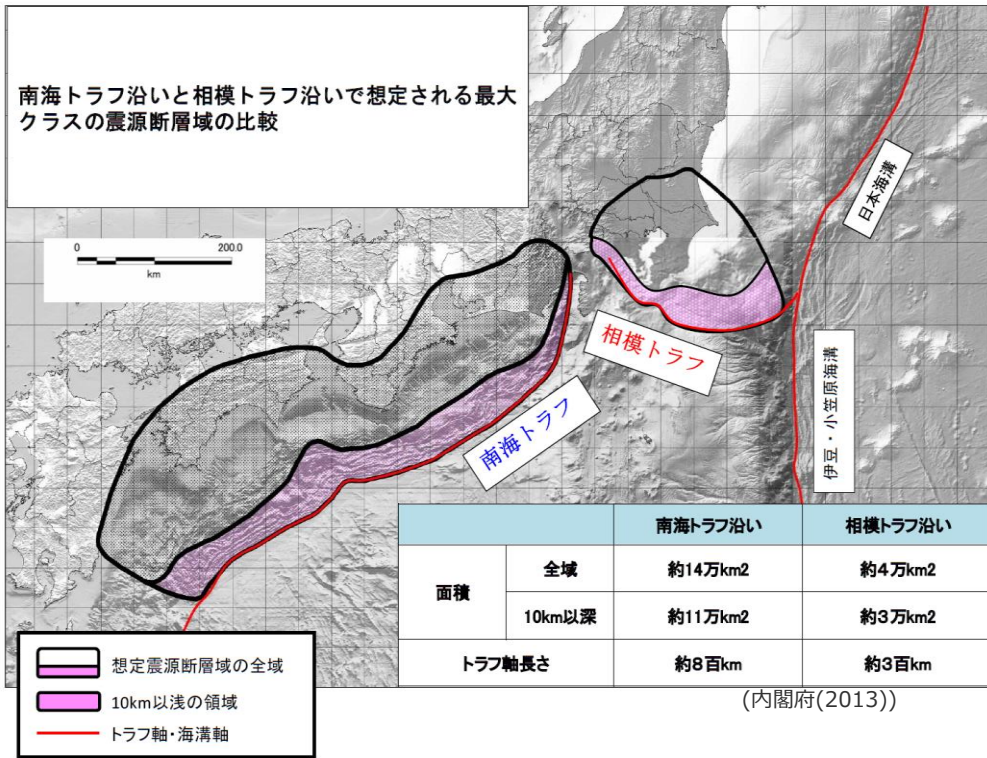 南海トラフ沿いと相模トラフ沿いで想定される最大
クラスの震源断層域の比較
0 200.0
km
日本海溝
相模トラフ
南海トラフ
伊豆・小笠原海溝
南海トラフ沿い 相模トラフ沿い
面積 全域 約14万km2 約4万km2
10km以深 約11万km2 約3万km2
トラフ軸長さ 約8百km 約3百km
(内閣府(2013))
想定震源断層域の全域
10km以浅の領域
トラフ軸・海溝軸